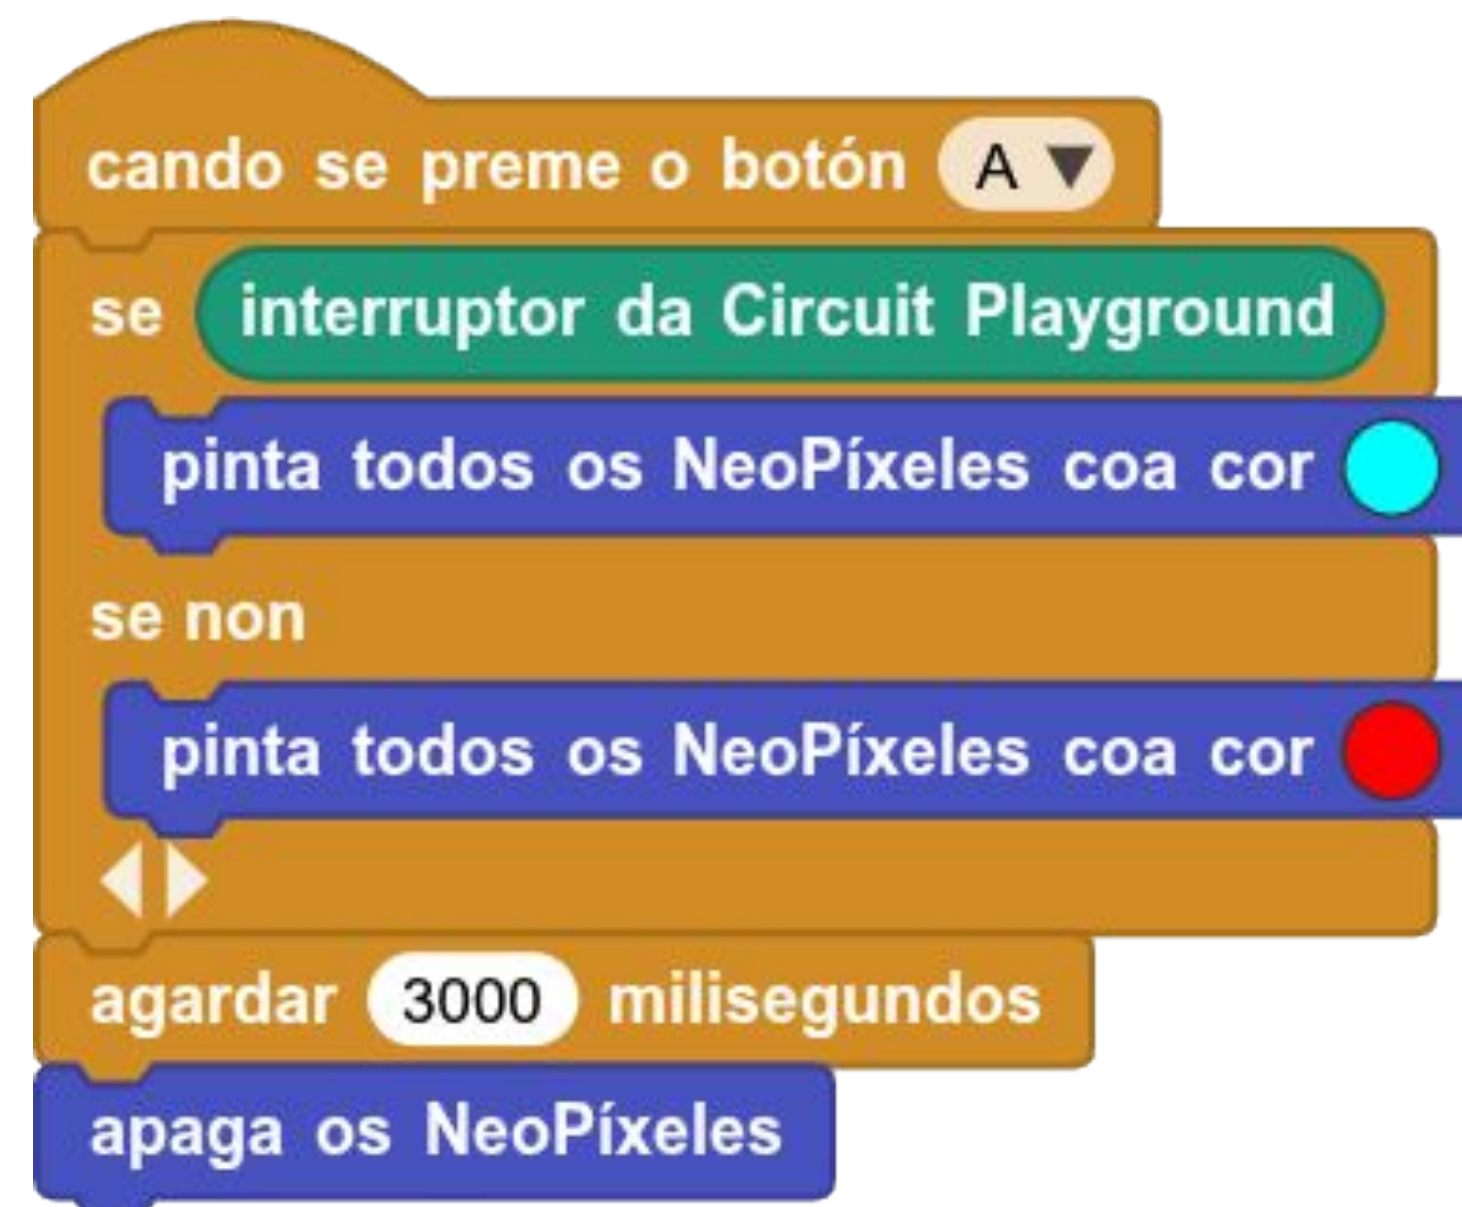 cando se preme o botón A
se interruptor da Circuit Playground
pinta todos os NeoPíxeles coa cor
se non
pinta todos os NeoPíxeles coa cor
agardar 3000 milisegundos
apaga os NeoPíxeles